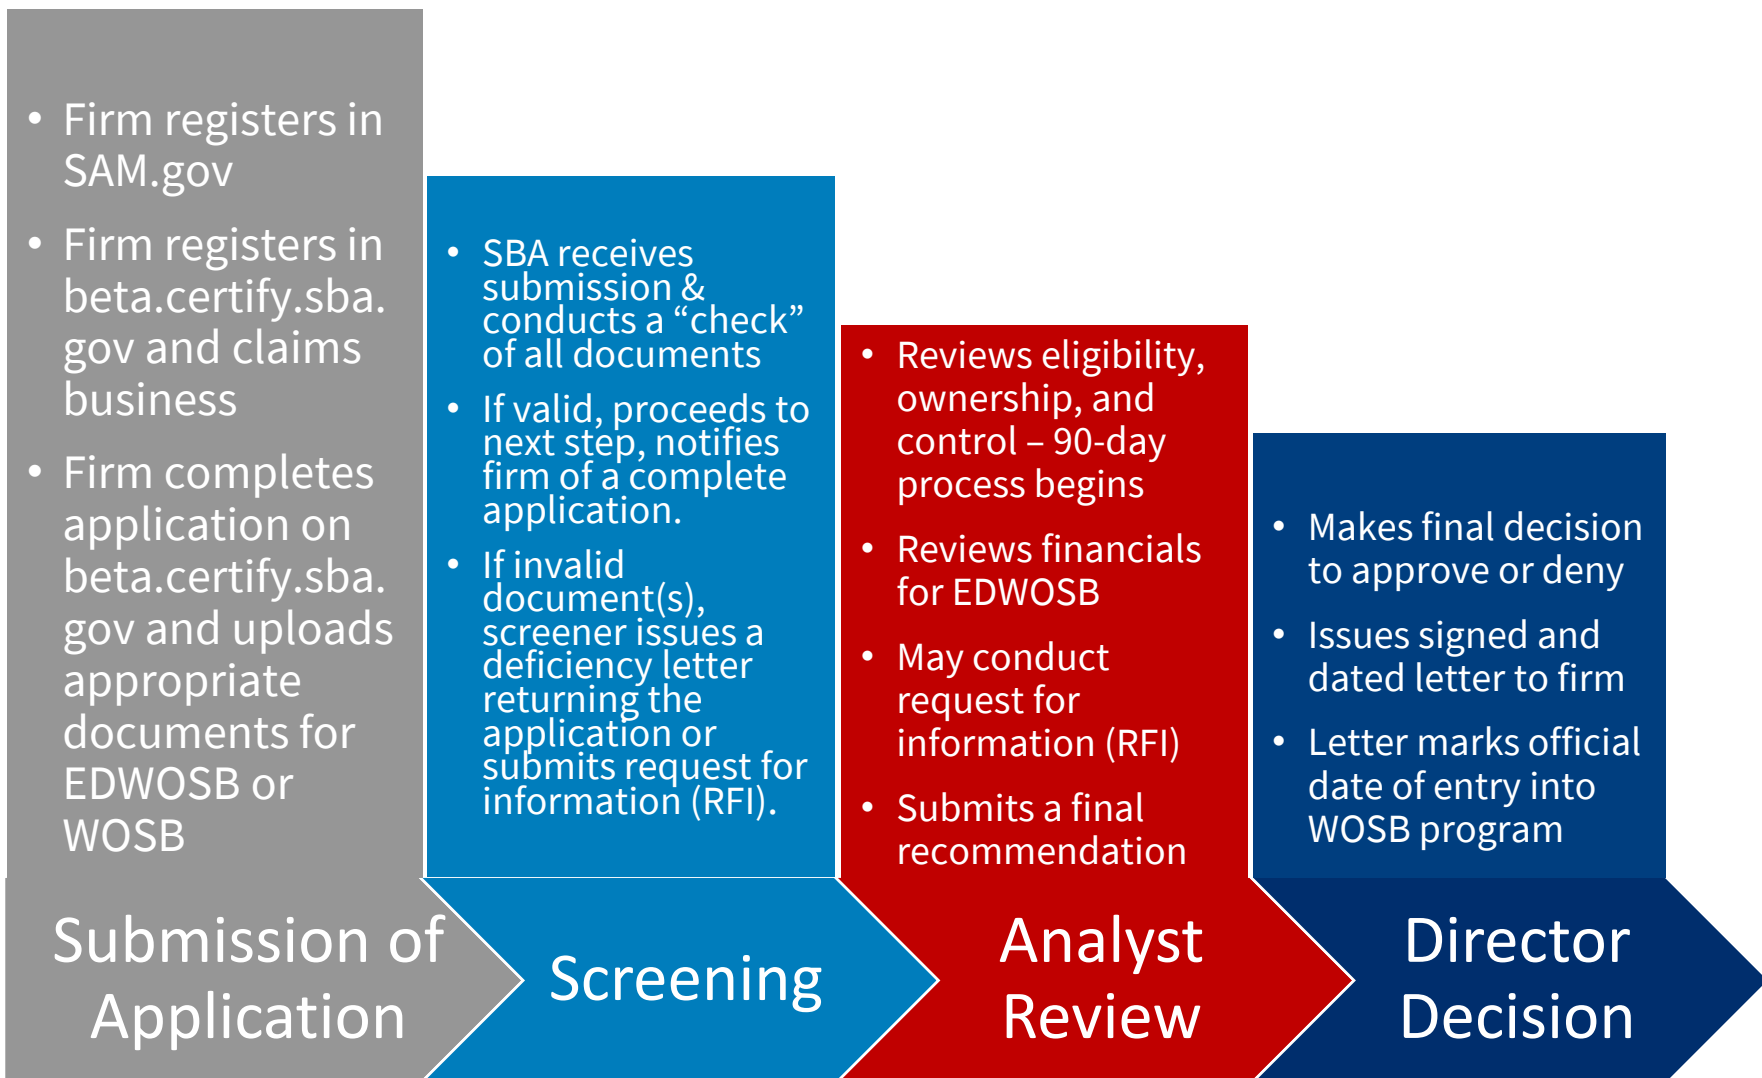 • Firm registers in
SAM.gov
• Firm registers in
beta.certify.sba.
gov and claims
business
• Firm completes
application on
beta.certify.sba.
gov and uploads
appropriate
documents for
EDWOSB or
WOSB
Submission of
Application
• SBA receives
submission &
conducts a “check”
of all documents
• If valid, proceeds to
next step, notifies
firm of a complete
application.
• If invalid
document(s),
screener issues a
deficiency letter
returning the
application or
submits request for
information (RFI).
Screening
• Reviews eligibility,
ownership, and
control – 90-day
process begins
• Reviews financials
for EDWOSB
• May conduct
request for
information (RFI)
• Submits a final
recommendation
Analyst
Review
• Makes final decision
to approve or deny
• Issues signed and
dated letter to firm
• Letter marks official
date of entry into
WOSB program
Director
Decision